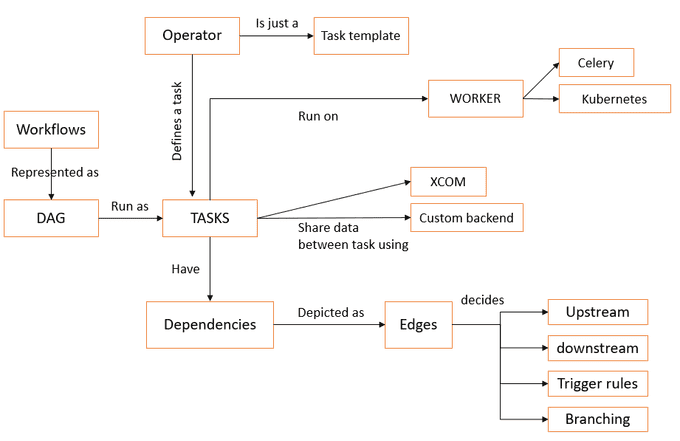 Operator
Is just a
Task template
Defines a task
Celery
WORKER
Kubernetes
Run on
Workflows
Represented as
XCOM
DAG
Run as
TASKS
Custom backend
Share data
between task using
Have
Dependencies
Depicted as
Edges
decides
Upstream
downstream
Trigger rules
Branching